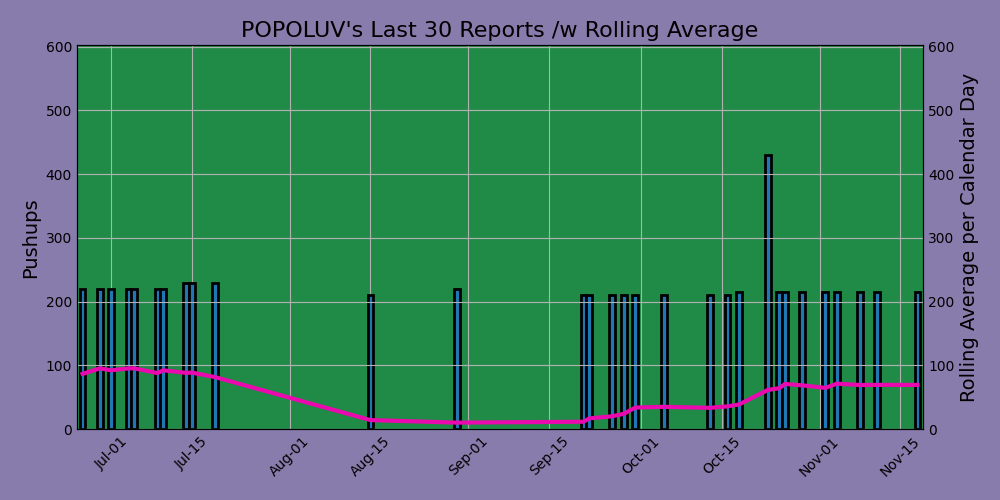 POPOLUV's Last 30 Reports /w Rolling Average
Pushups
600
500
400
300
200
100
0
600
500
400
300
200
100
0
Rolling Average per Calendar Day
Jul-01
Jul-15
Aug-01
Aug-15
Sep-01
Sep-15
Oct-01
Oct-15
Nov-01
Nov-15